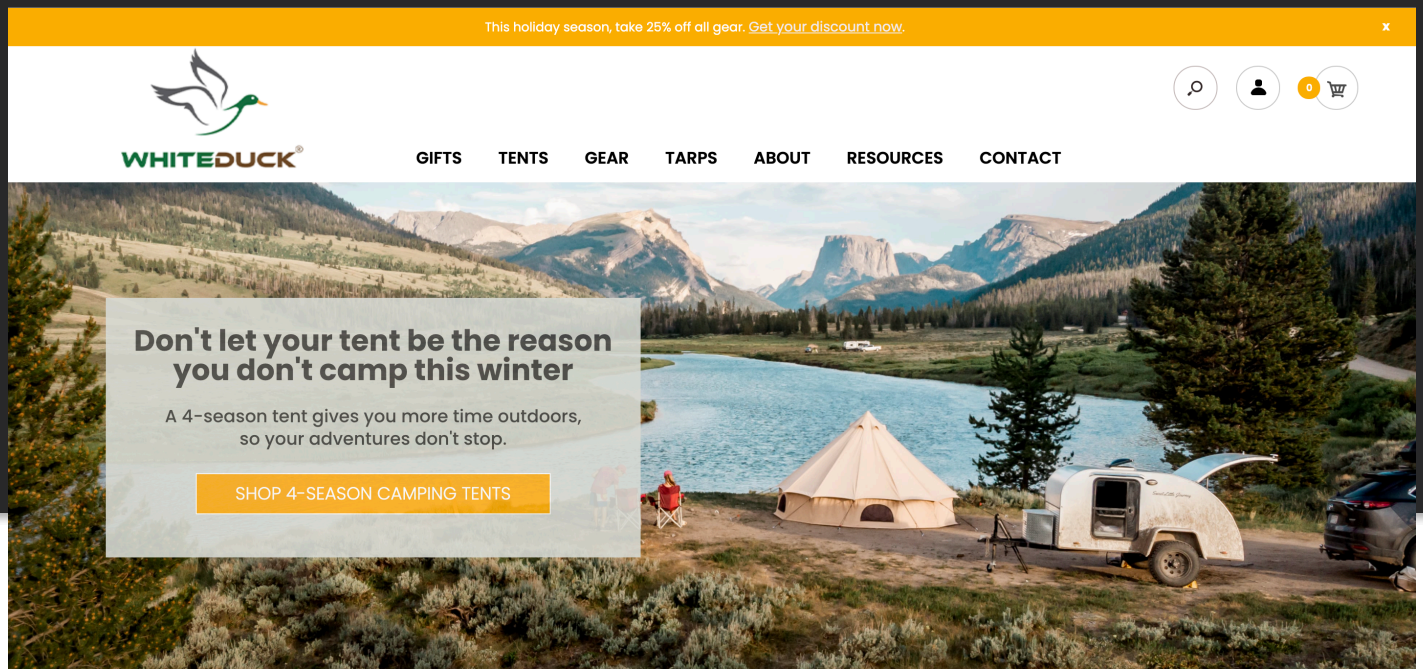 This holiday season, take 25% off all gear. Get your discount now.
x
0
WHITEDUCK®
GIFTS TENTS GEAR TARPS ABOUT RESOURCES CONTACT
Don't let your tent be the reason
you don't camp this winter
A 4-season tent gives you more time outdoors,
so your adventures don't stop.
SHOP 4-SEASON CAMPING TENTS